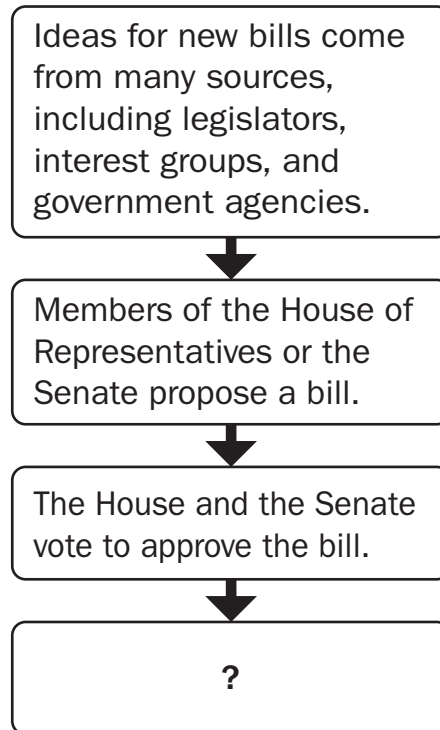 Ideas for new bills come
from many sources,
including legislators,
interest groups, and
government agencies.
Members of the House of
Representatives or the
Senate propose a bill.
The House and the Senate
vote to approve the bill.
?